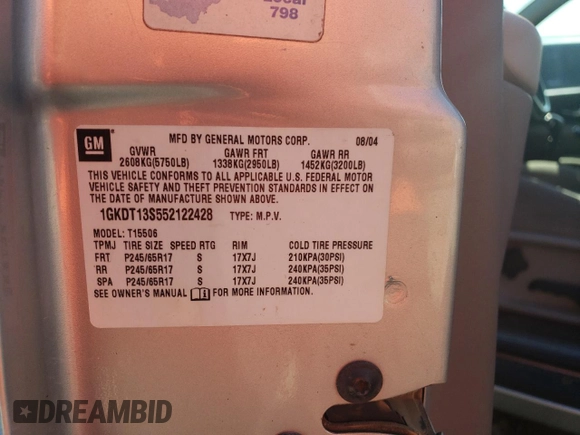 798
GM
MFD BY GENERAL MOTORS CORP. 08/04
GVWR GAWR FRT GAWR RR
2608KG(5750LB) 1338KG(2950LB) 1452KG(3200LB)
THIS VEHICLE CONFORMS TO ALL APPLICABLE U.S. FEDERAL MOTOR
VEHICLE SAFETY AND THEFT PREVENTION STANDARDS IN EFFECT ON
THE DATE OF MANUFACTURE SHOWN ABOVE.
1GKDT13S552122428 TYPE: M.P.V.
MODEL: T15506
TPMJ TIRE SIZE SPEED RTG RIM COLD TIRE PRESSURE
FRT P245/65R17 S 17X7J 210KPA(30PSI)
RR P245/65R17 S 17X7J 240KPA(35PSI)
SPA P245/65R17 S 17X7J 240KPA(35PSI)
SEE OWNER'S MANUAL FOR MORE INFORMATION.
DREAMBID